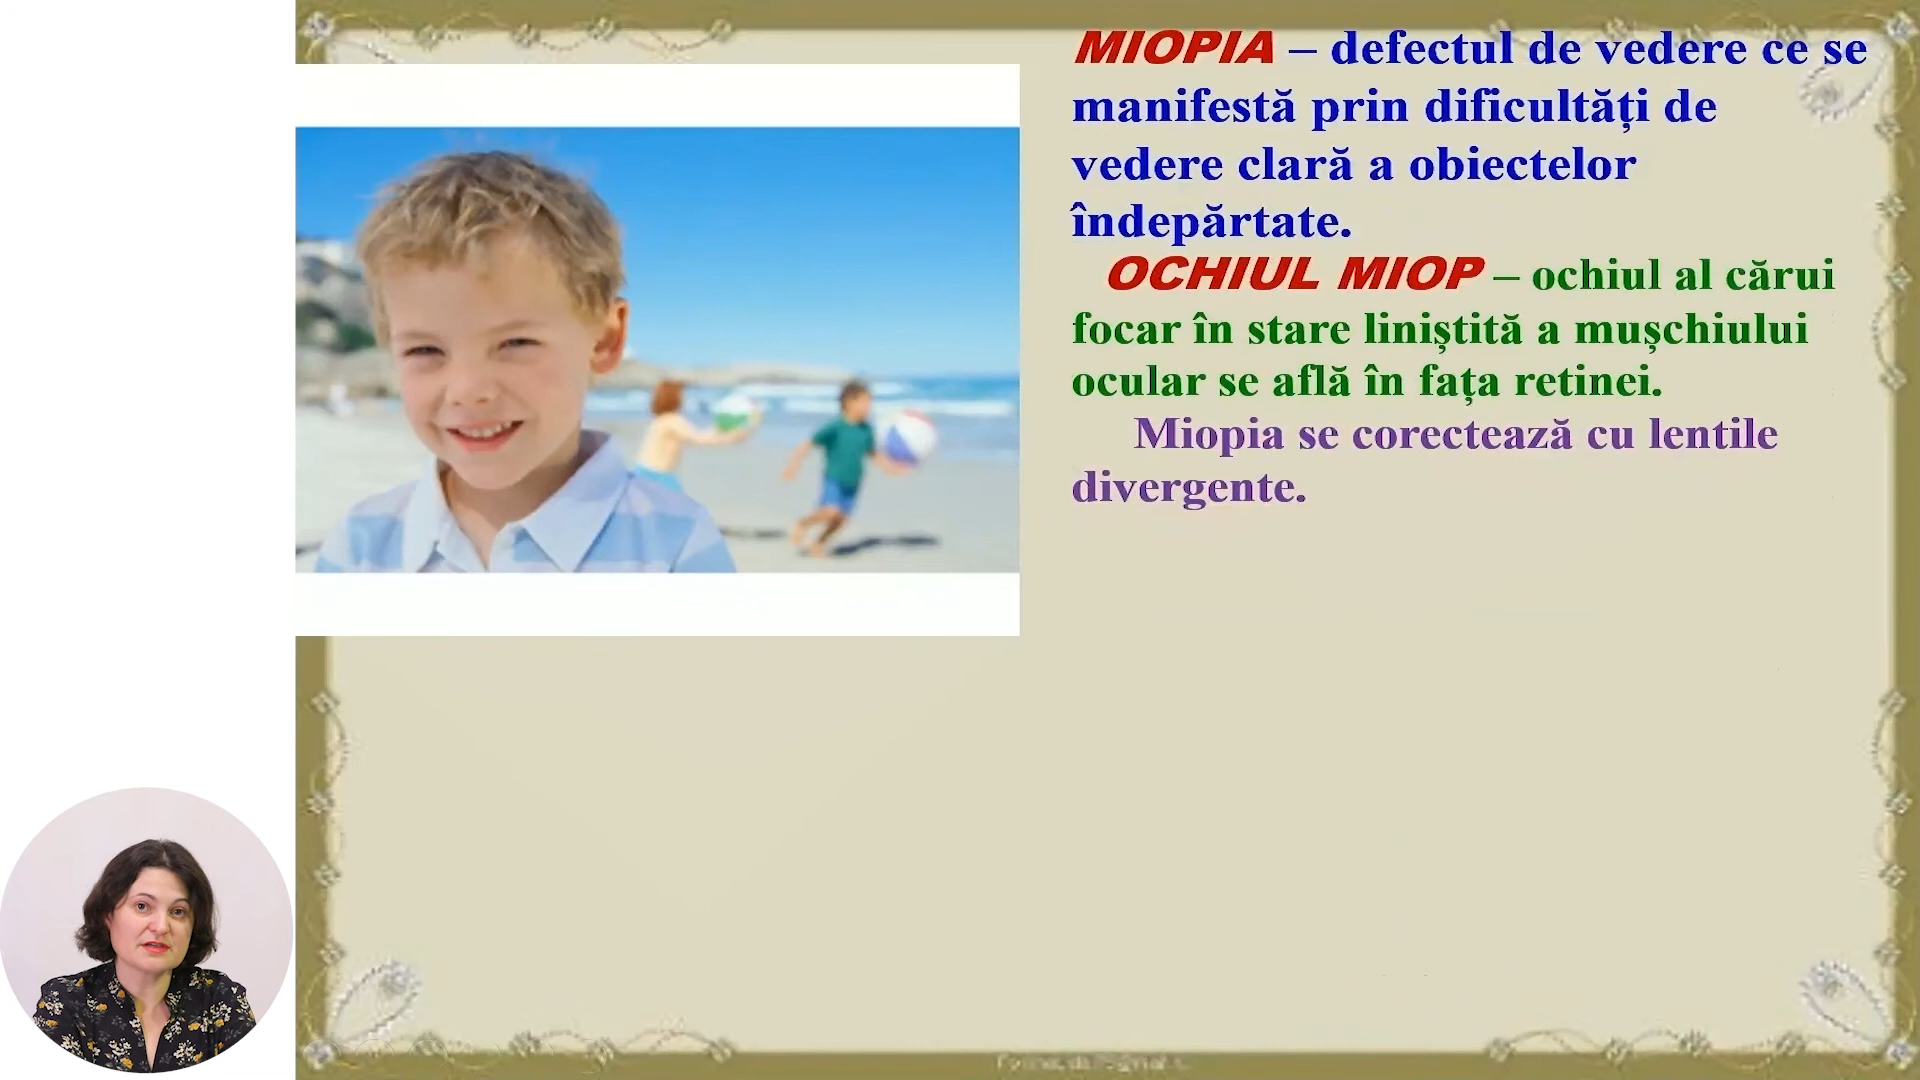 MIOPIA – defectul de vedere ce se
manifestă prin dificultăți de
vedere clară a obiectelor
îndepărtate.
OCHIUL MIOP – ochiul al cărui
focar în stare liniștită a mușchiului
ocular se află în fața retinei.
Miopia se corectează cu lentile
divergente.